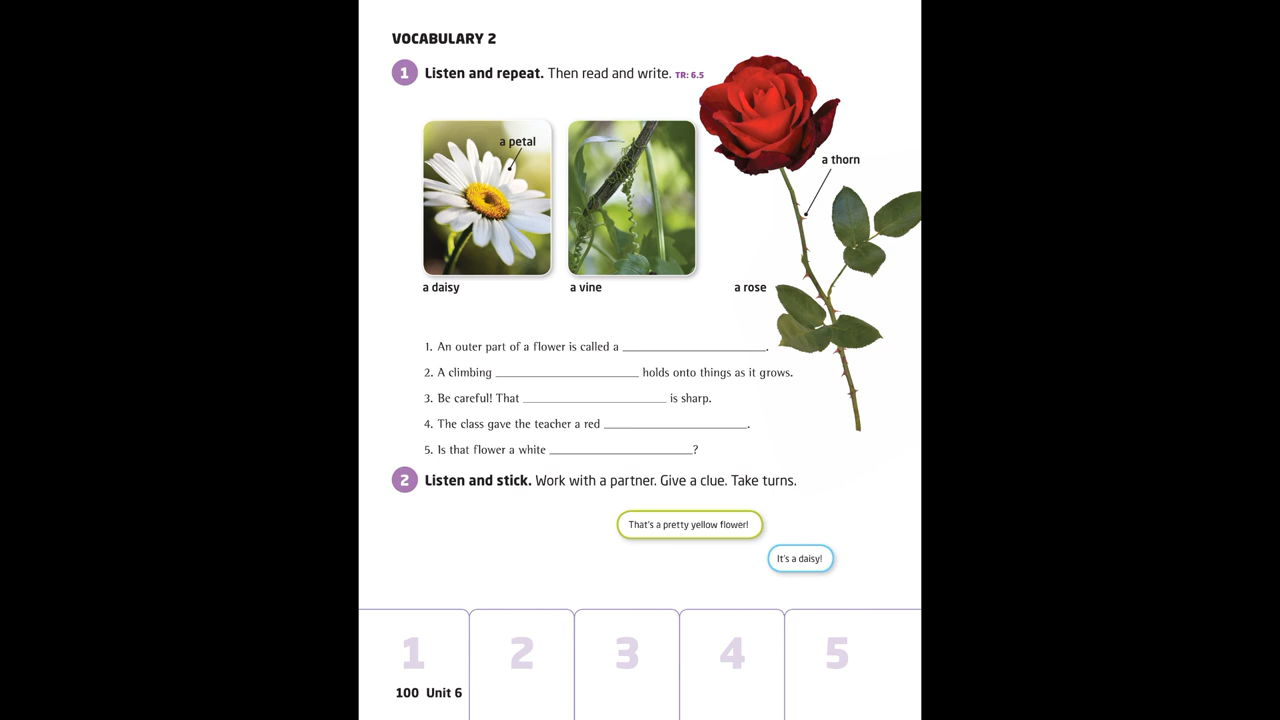 VOCABULARY 2
1 Listen and repeat. Then read and write. TR: 6.5
a petal
a thorn
a daisy
a vine
a rose
1. An outer part of a flower is called a ____________________.
2. A climbing ____________________ holds onto things as it grows.
3. Be careful! That ____________________ is sharp.
4. The class gave the teacher a red ____________________.
5. Is that flower a white ____________________?
2 Listen and stick. Work with a partner. Give a clue. Take turns.
That's a pretty yellow flower!
It's a daisy!
1 2 3 4 5
100 Unit 6